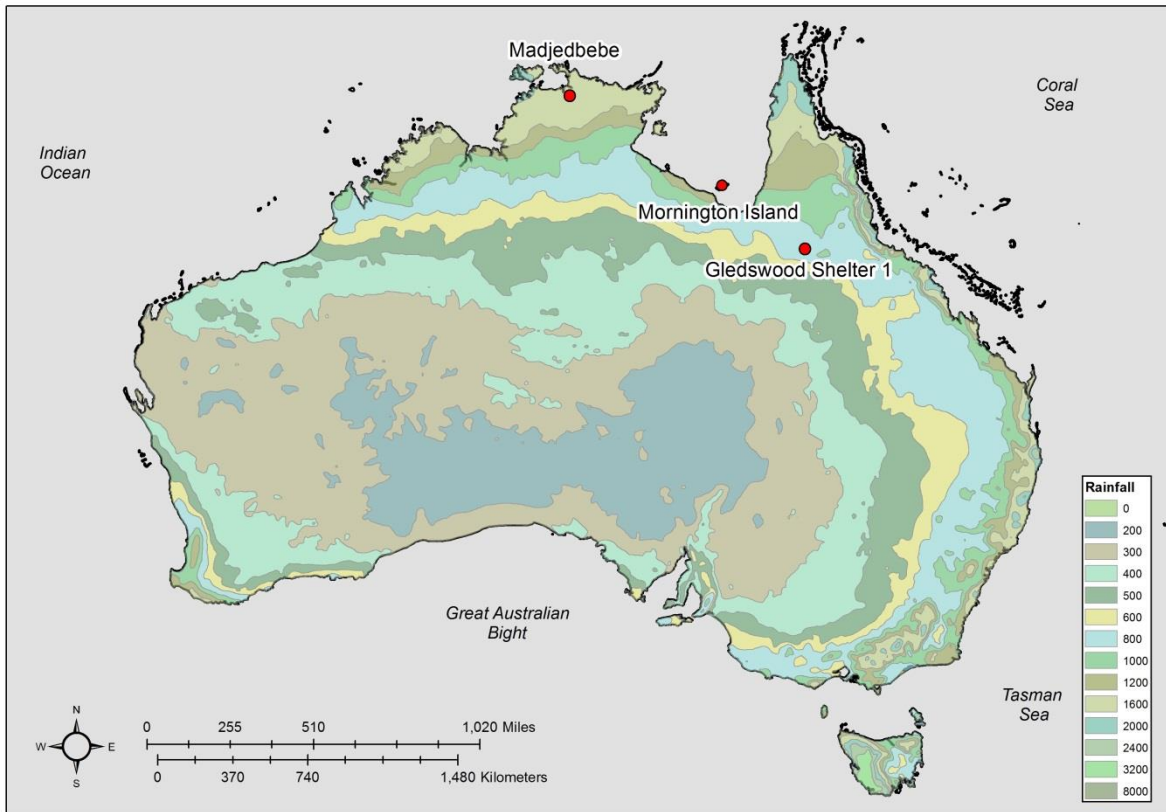 Madjedbebe
Coral
Sea
Indian
Ocean
Mornington Island
Gledswood Shelter 1
Rainfall
0
200
300
400
500
600
800
1000
1200
1600
2000
2400
3200
8000
Great Australian
Bight
Tasman
Sea
N
W E
S
0 255 510 1,020 Miles
0 370 740 1,480 Kilometers